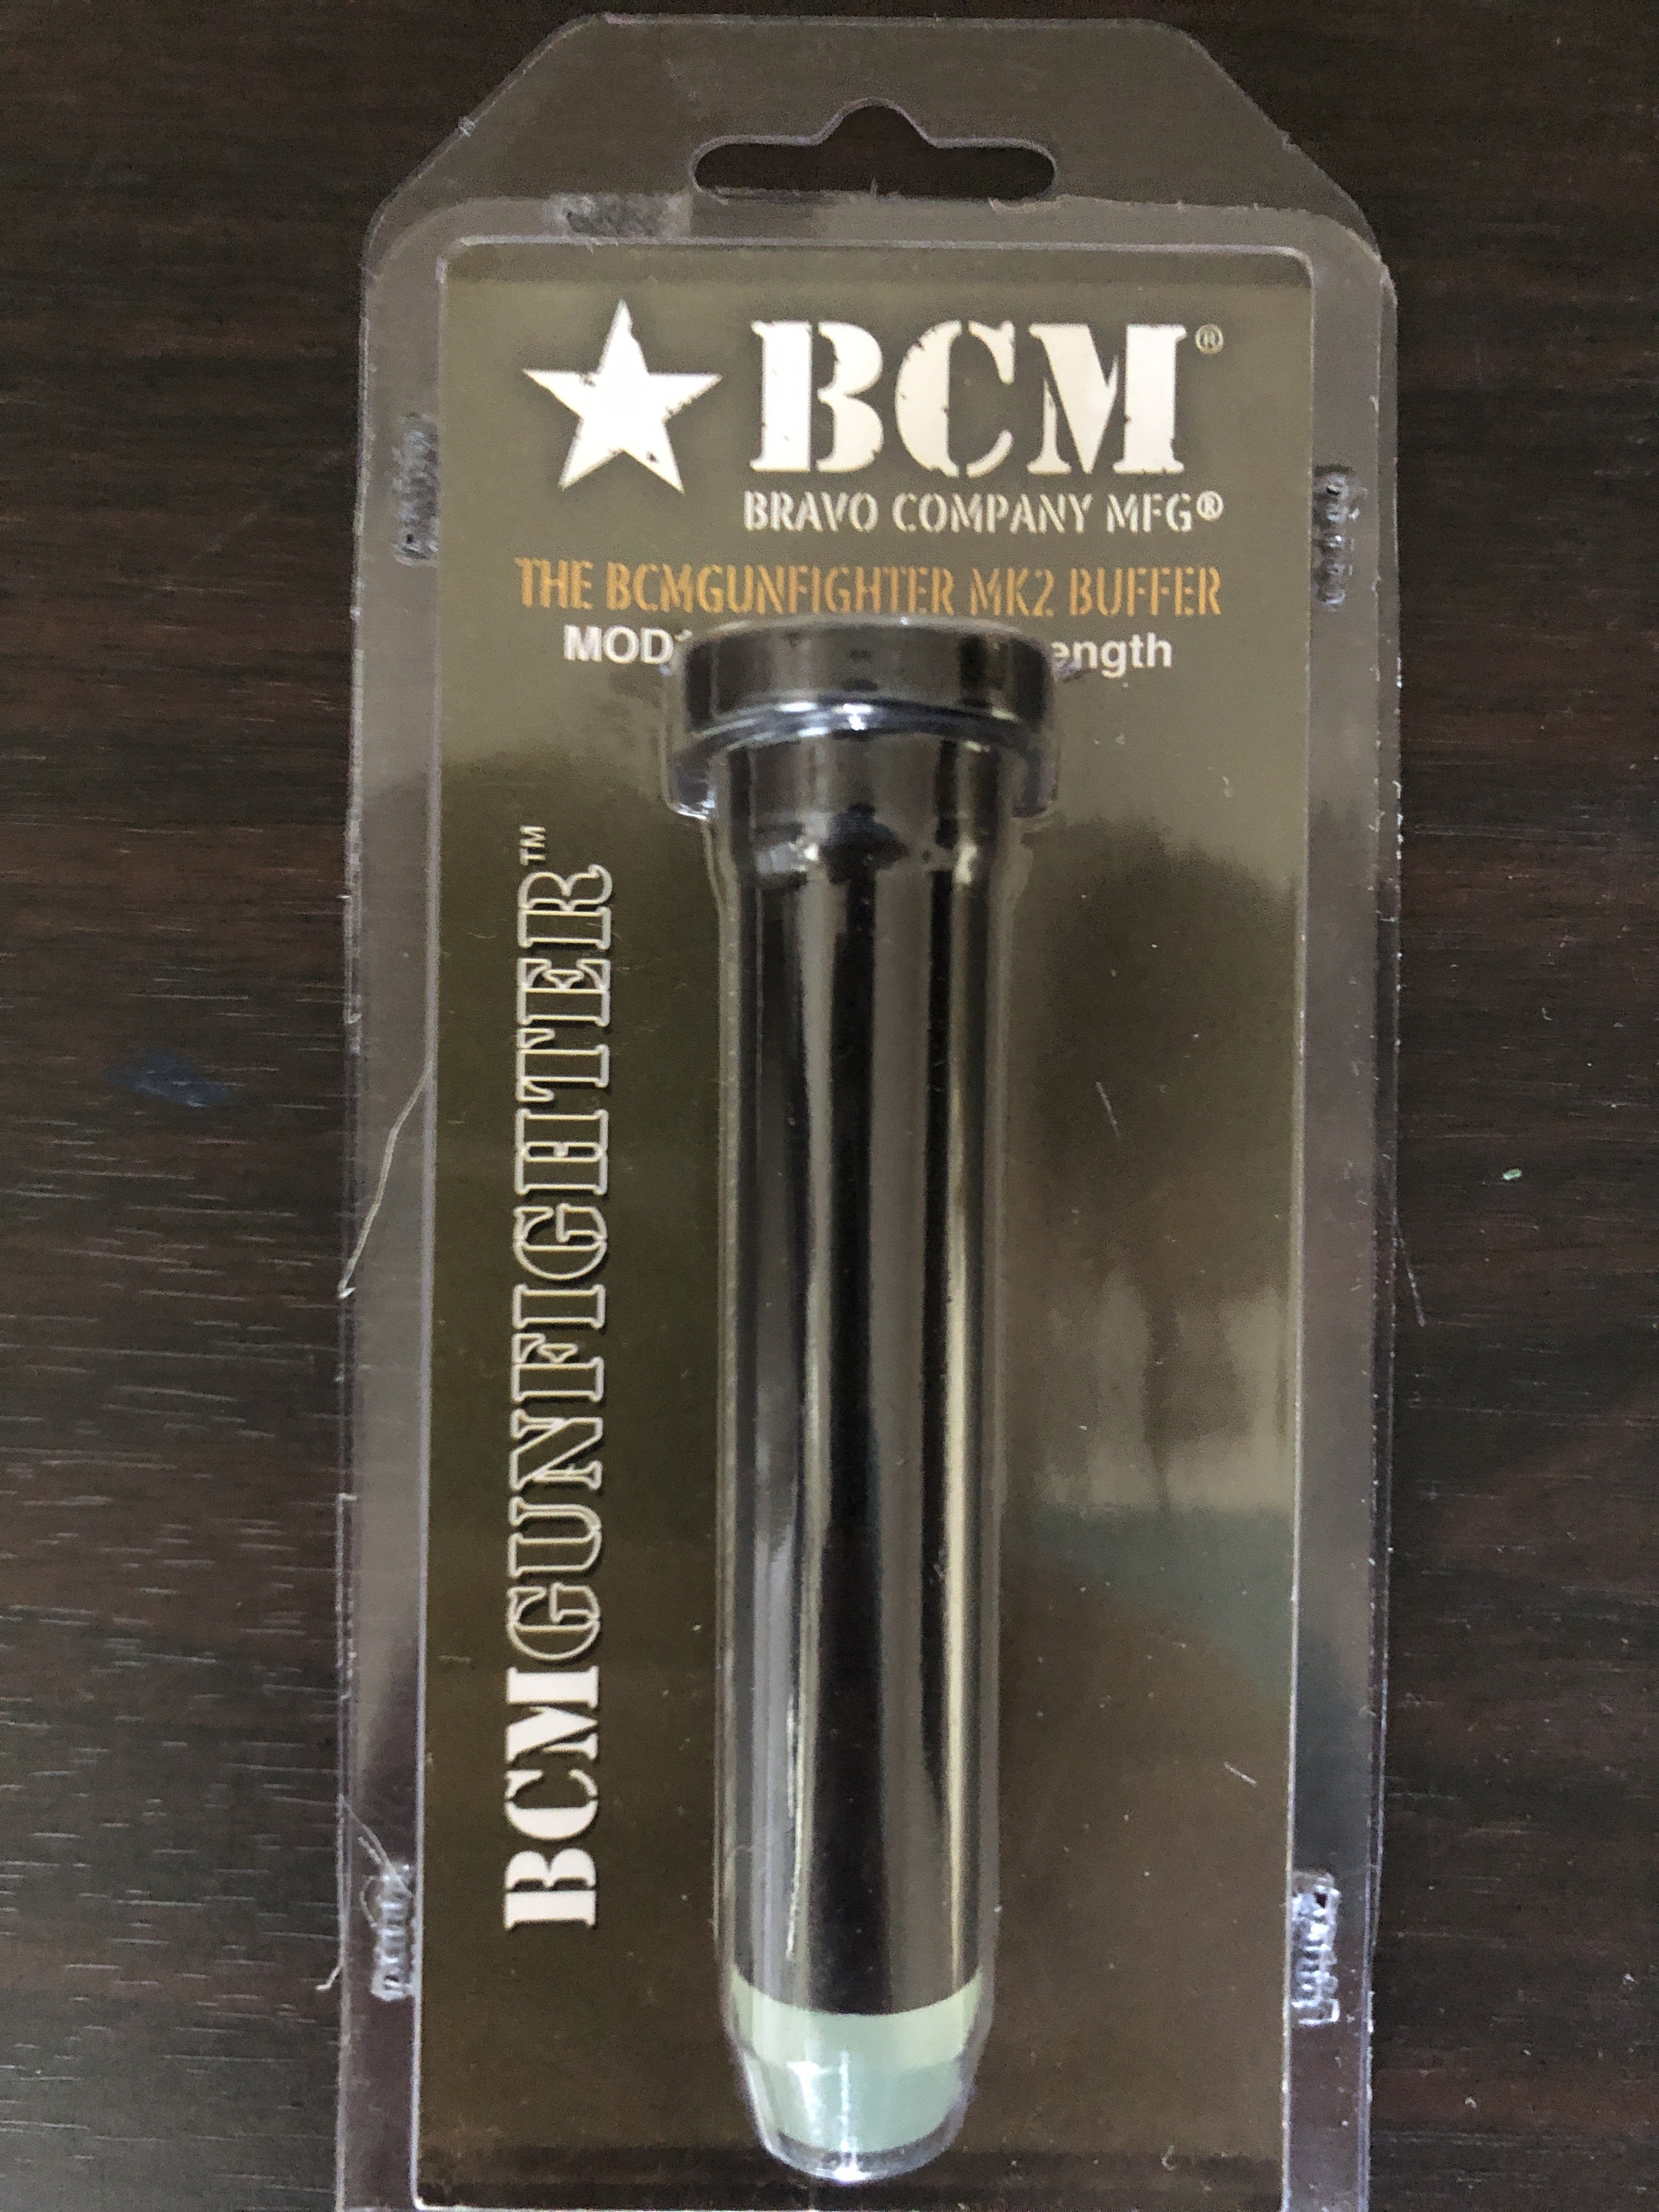 BCM®
BRAVO COMPANY MFG®
THE BCMGUNFIGHTER MK2 BUFFER
BCMGUNFIGHTER™